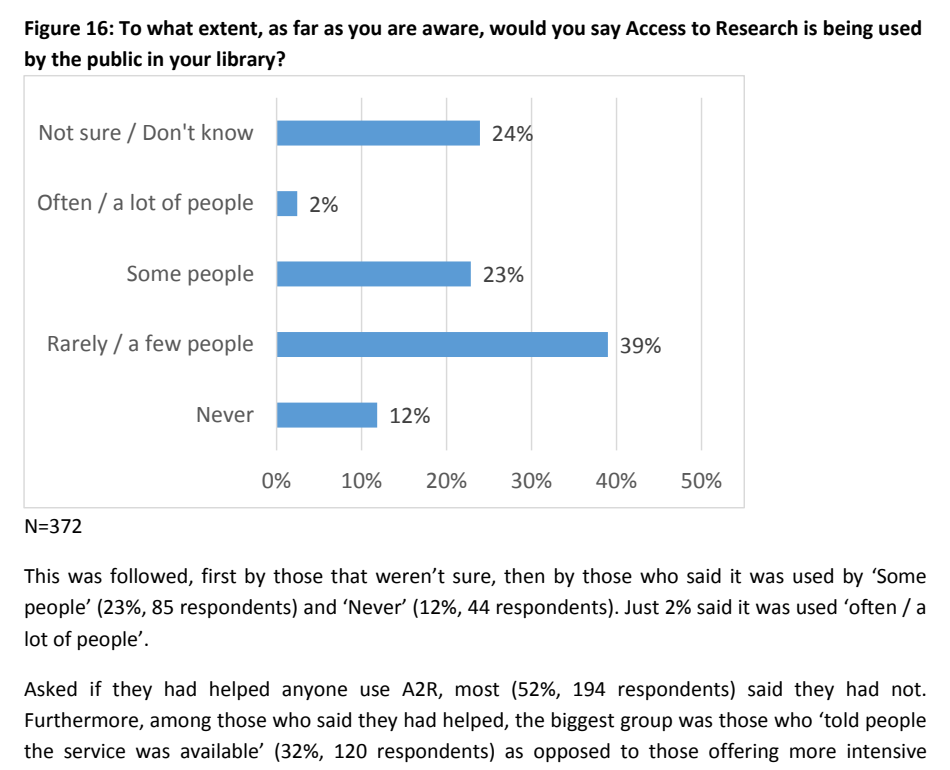 Figure 16: To what extent, as far as you are aware, would you say Access to Research is being used
by the public in your library?
Not sure / Don't know 24%
Often / a lot of people 2%
Some people 23%
Rarely / a few people 39%
Never 12%
0% 10% 20% 30% 40% 50%
N=372
This was followed, first by those that weren’t sure, then by those who said it was used by ‘Some
people’ (23%, 85 respondents) and ‘Never’ (12%, 44 respondents). Just 2% said it was used ‘often / a
lot of people’.
Asked if they had helped anyone use A2R, most (52%, 194 respondents) said they had not.
Furthermore, among those who said they had helped, the biggest group was those who ‘told people
the service was available’ (32%, 120 respondents) as opposed to those offering more intensive